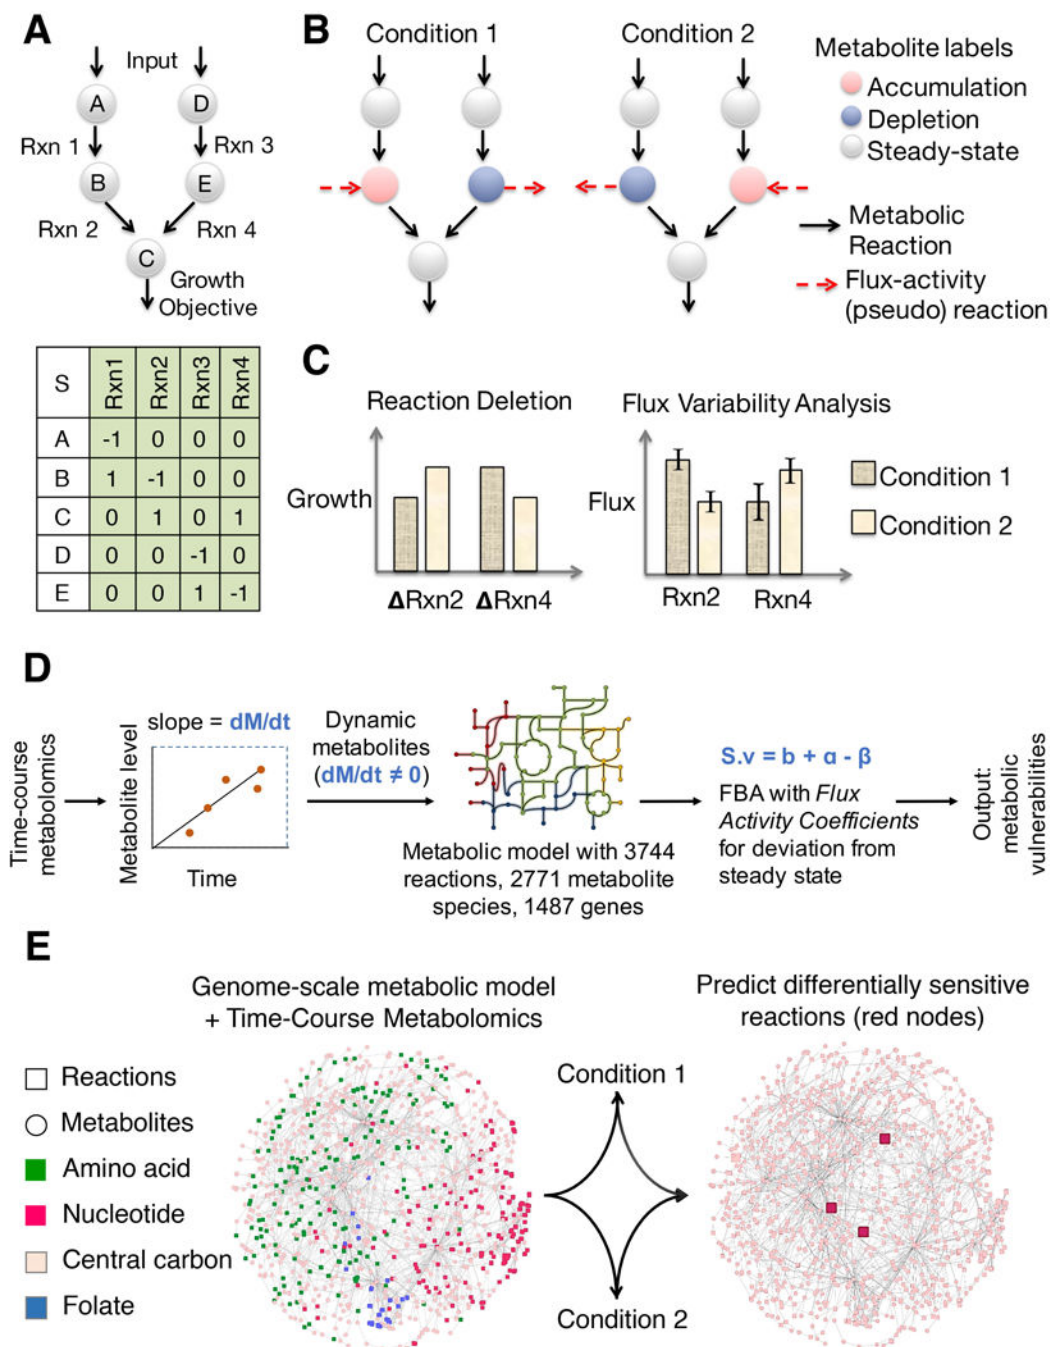 A
Input
A
D
Rxn 1
Rxn 3
B
E
Rxn 2
Rxn 4
C
Growth
Objective
S Rxn1 Rxn2 Rxn3 Rxn4
A -1 0 0 0
B 1 -1 0 0
C 0 1 0 1
D 0 0 -1 0
E 0 0 1 -1
B
Condition 1
Condition 2
Metabolite labels
Accumulation
Depletion
Steady-state
Metabolic
Reaction
Flux-activity
(pseudo) reaction
C
Reaction Deletion
Growth
ΔRxn2 ΔRxn4
Flux Variability Analysis
Flux
Rxn2 Rxn4
Condition 1
Condition 2
D
Time-course
metabolomics
slope = dM/dt
Metabolite level
Time
Dynamic
metabolites
(dM/dt ≠ 0)
Metabolic model with 3744
reactions, 2771 metabolite
species, 1487 genes
S.v = b + α - β
FBA with Flux
Activity Coefficients
for deviation from
steady state
Output:
metabolic
vulnerabilities
E
Genome-scale metabolic model
+ Time-Course Metabolomics
Predict differentially sensitive
reactions (red nodes)
Reactions
Metabolites
Amino acid
Nucleotide
Central carbon
Folate
Condition 1
Condition 2